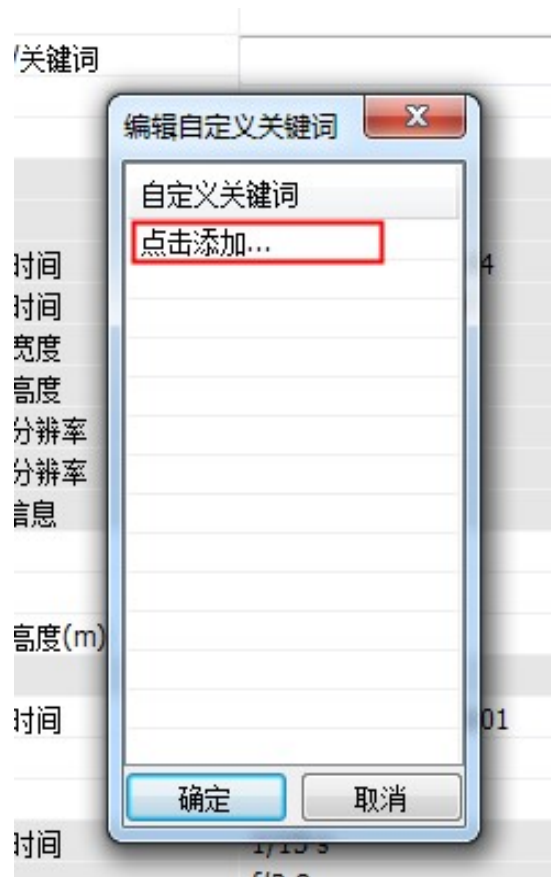 /关键词
编辑自定义关键词
自定义关键词
点击添加...
时间
4
时间
宽度
高度
分辨率
分辨率
信息
高度(m)
时间
01
确定
取消
时间
1/13 s